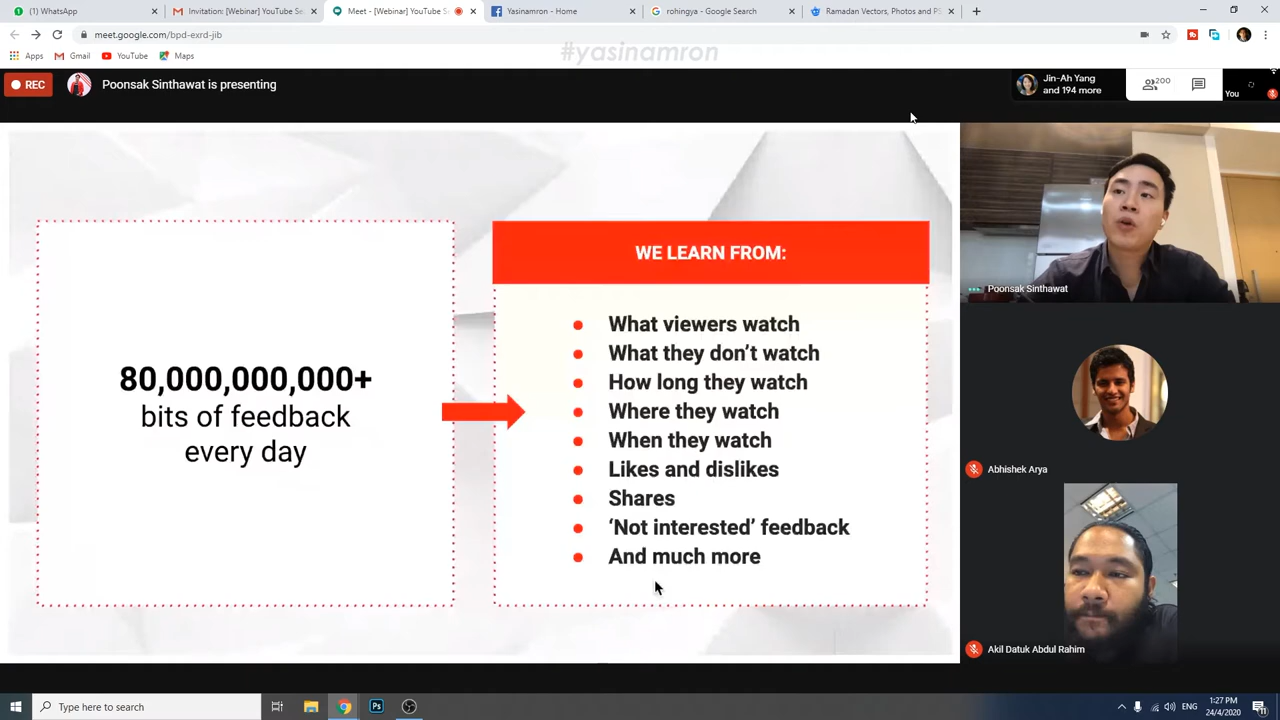 (1) WhatsApp
Invitation: [Webinar] YouTube Se
Meet - [Webinar] YouTube S
Yasinamron - Home
rohingya - Google Search
Ramadan Vectors, Photos and PS
meet.google.com/bpd-exrd-jib
Apps
Gmail
YouTube
Maps
#yasinamron
REC
Poonsak Sinthawat is presenting
Jin-Ah Yang
and 194 more
200
You
80,000,000,000+
bits of feedback
every day
WE LEARN FROM:
What viewers watch
What they don’t watch
How long they watch
Where they watch
When they watch
Likes and dislikes
Shares
‘Not interested’ feedback
And much more
Poonsak Sinthawat
Abhishek Arya
Akil Datuk Abdul Rahim
Type here to search
Ps
ENG
1:27 PM
24/4/2020